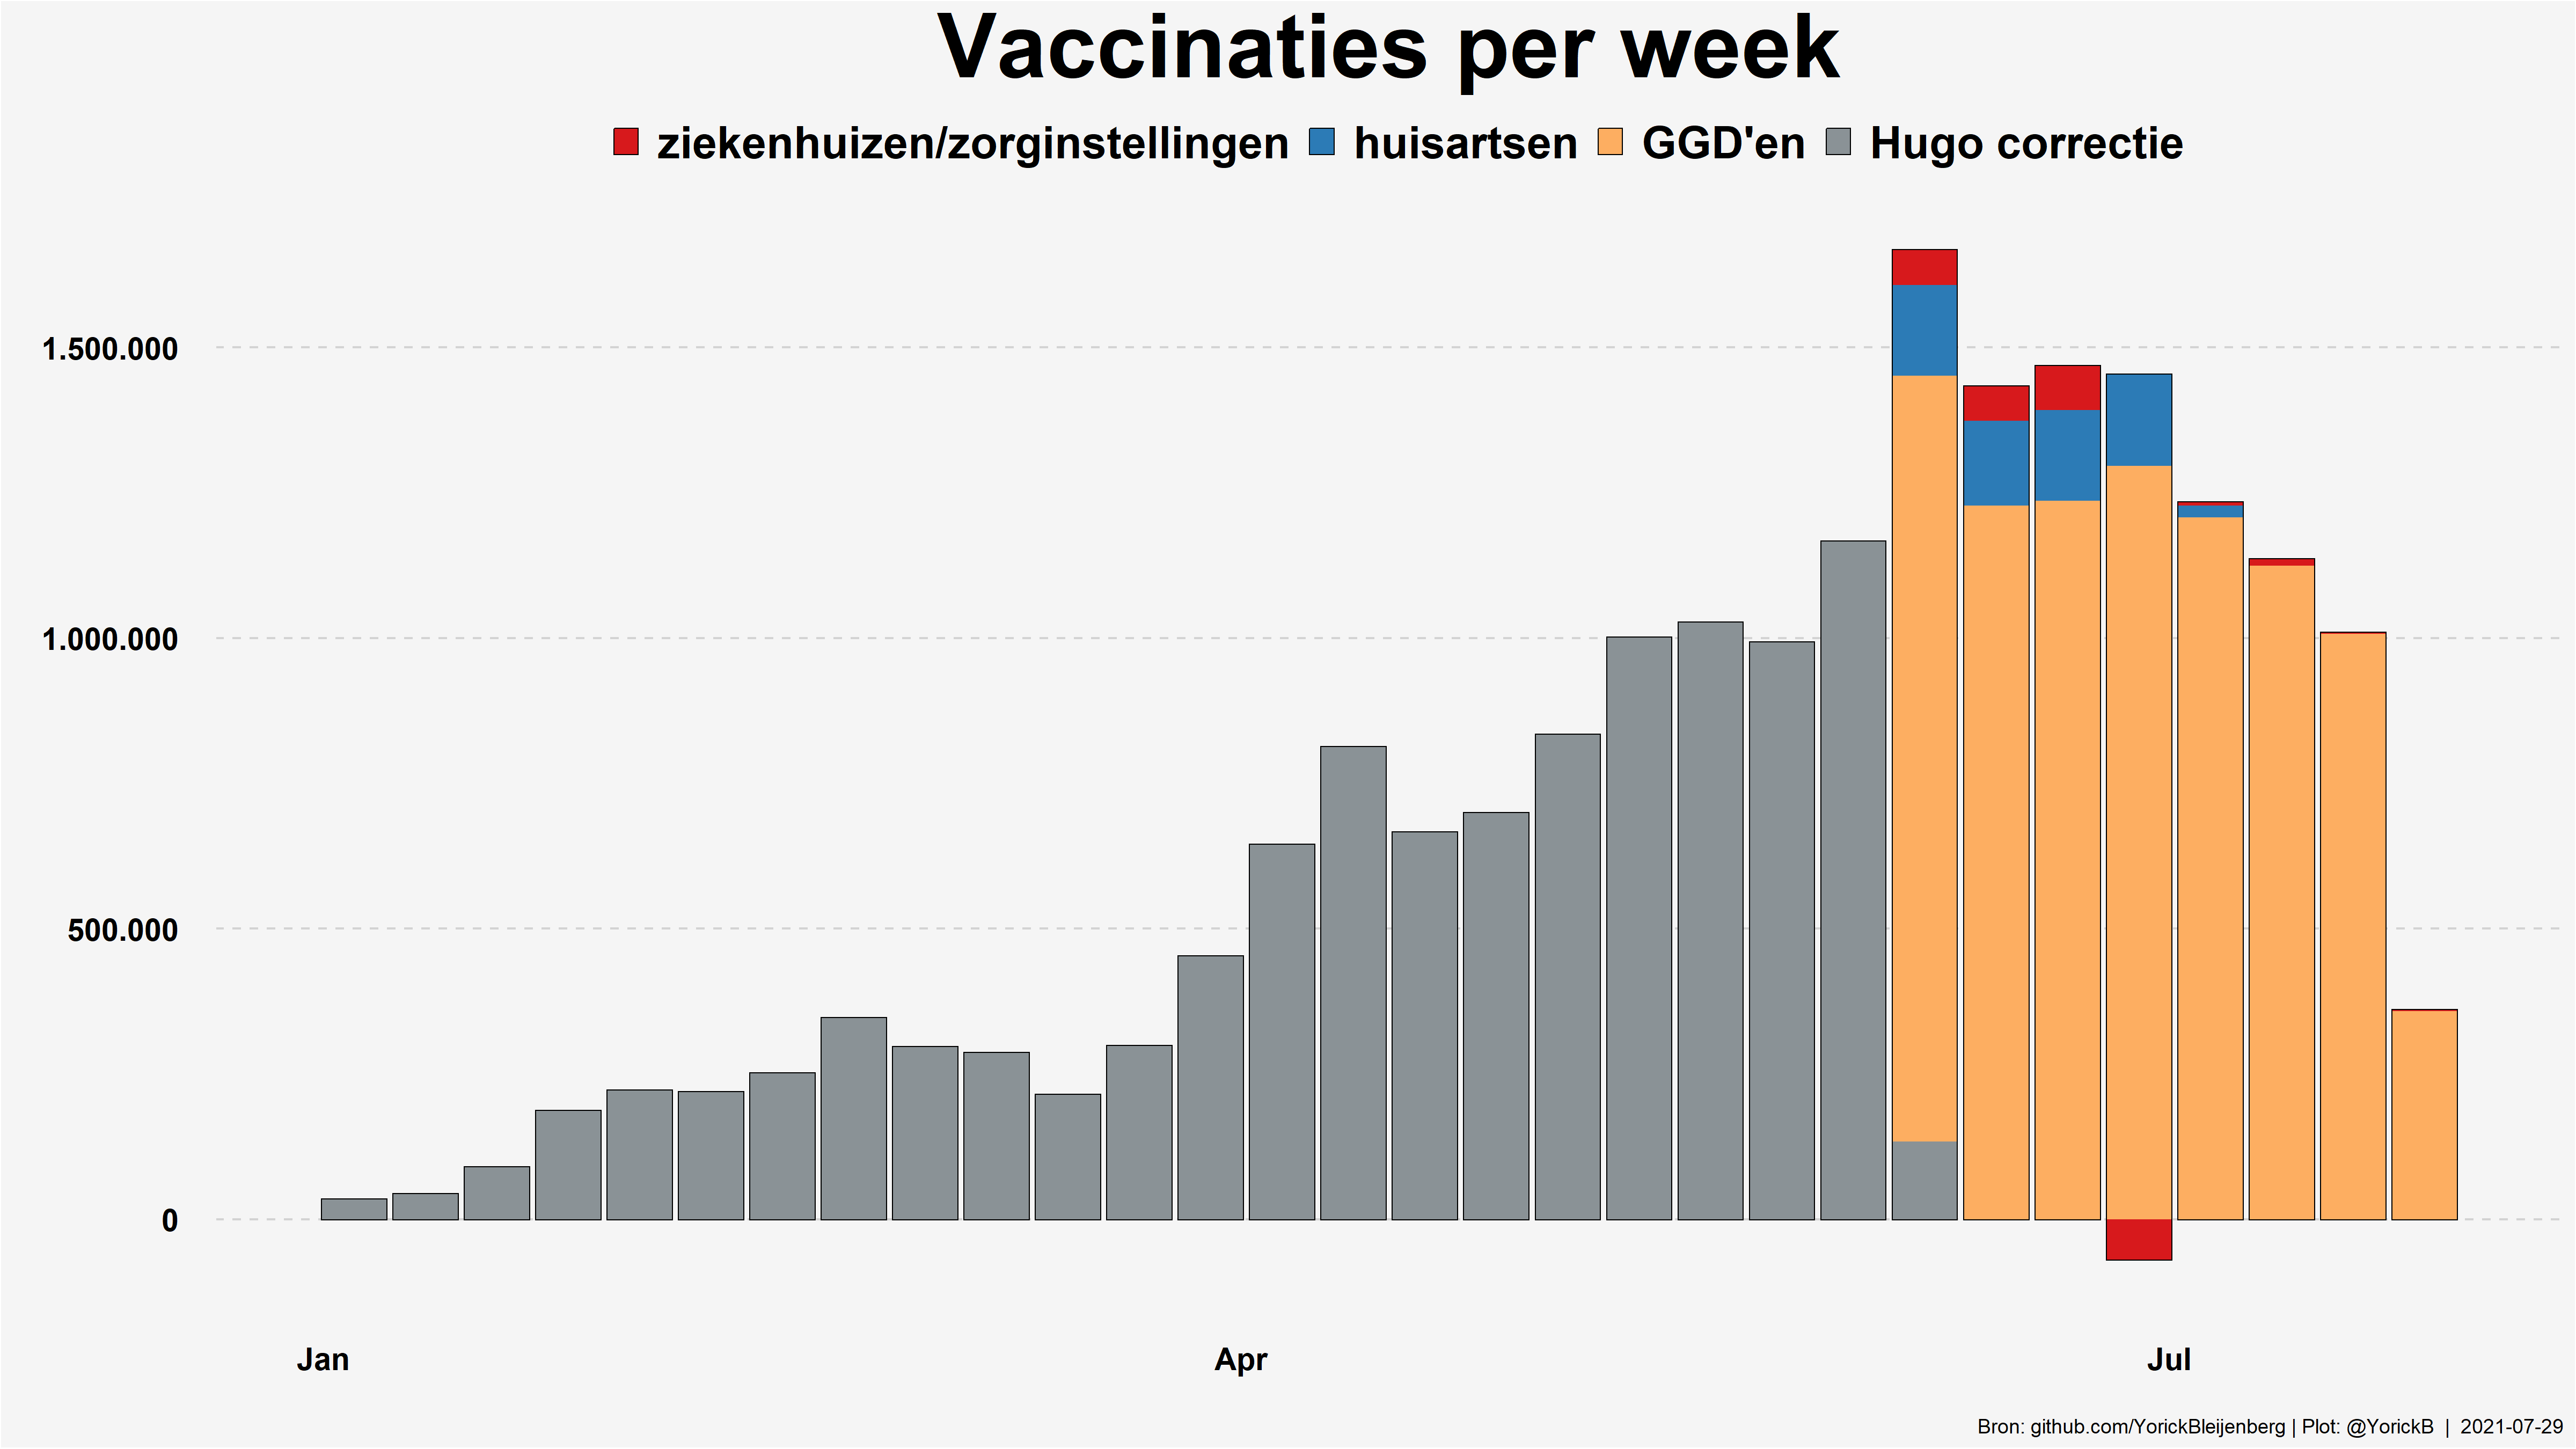 Vaccinaties per week
ziekenhuizen/zorginstellingen huisartsen GGD'en Hugo correctie
1.500.000
1.000.000
500.000
0
Jan Apr Jul
Bron: github.com/YorickBleijenberg | Plot: @YorickB | 2021-07-29